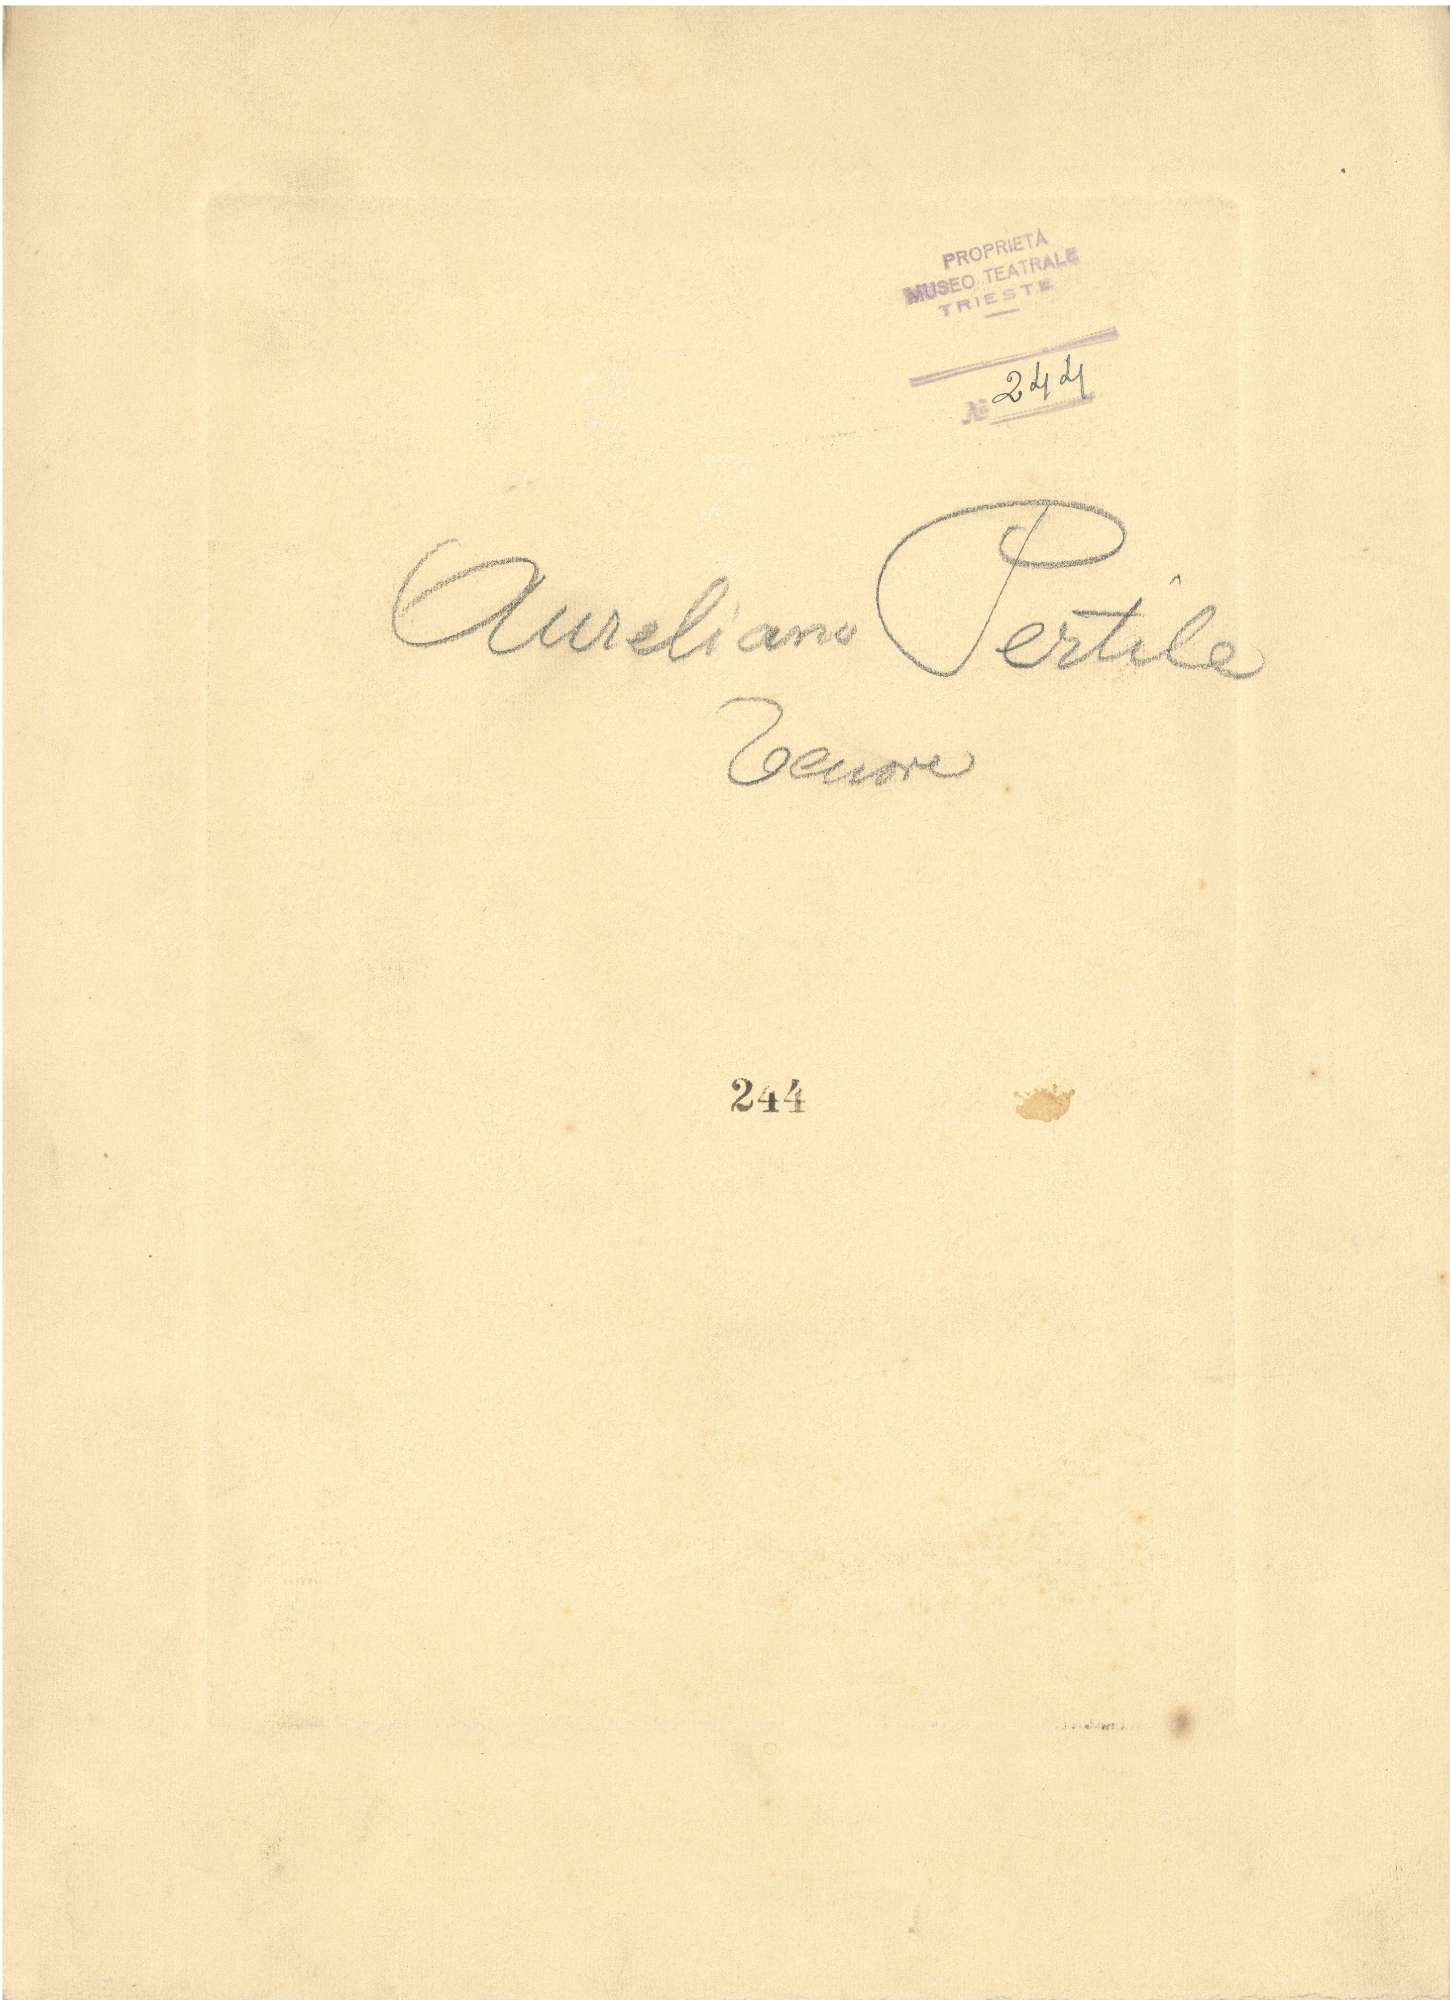 PROPRIETÀ
MUSEO TEATRALE
TRIESTE
№ 244
Aureliano Pertile
Tenore
244